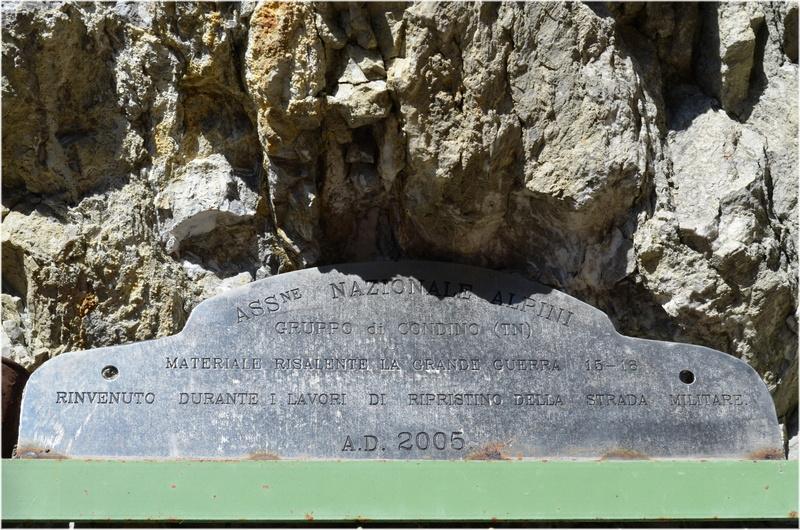 ASSNE NAZIONALE ALPINI
GRUPPO di CONDINO (TN)
MATERIALE RISALENTE LA GRANDE GUERRA 15-18
RINVENUTO DURANTE I LAVORI DI RIPRISTINO DELLA STRADA MILITARE.
A.D. 2005